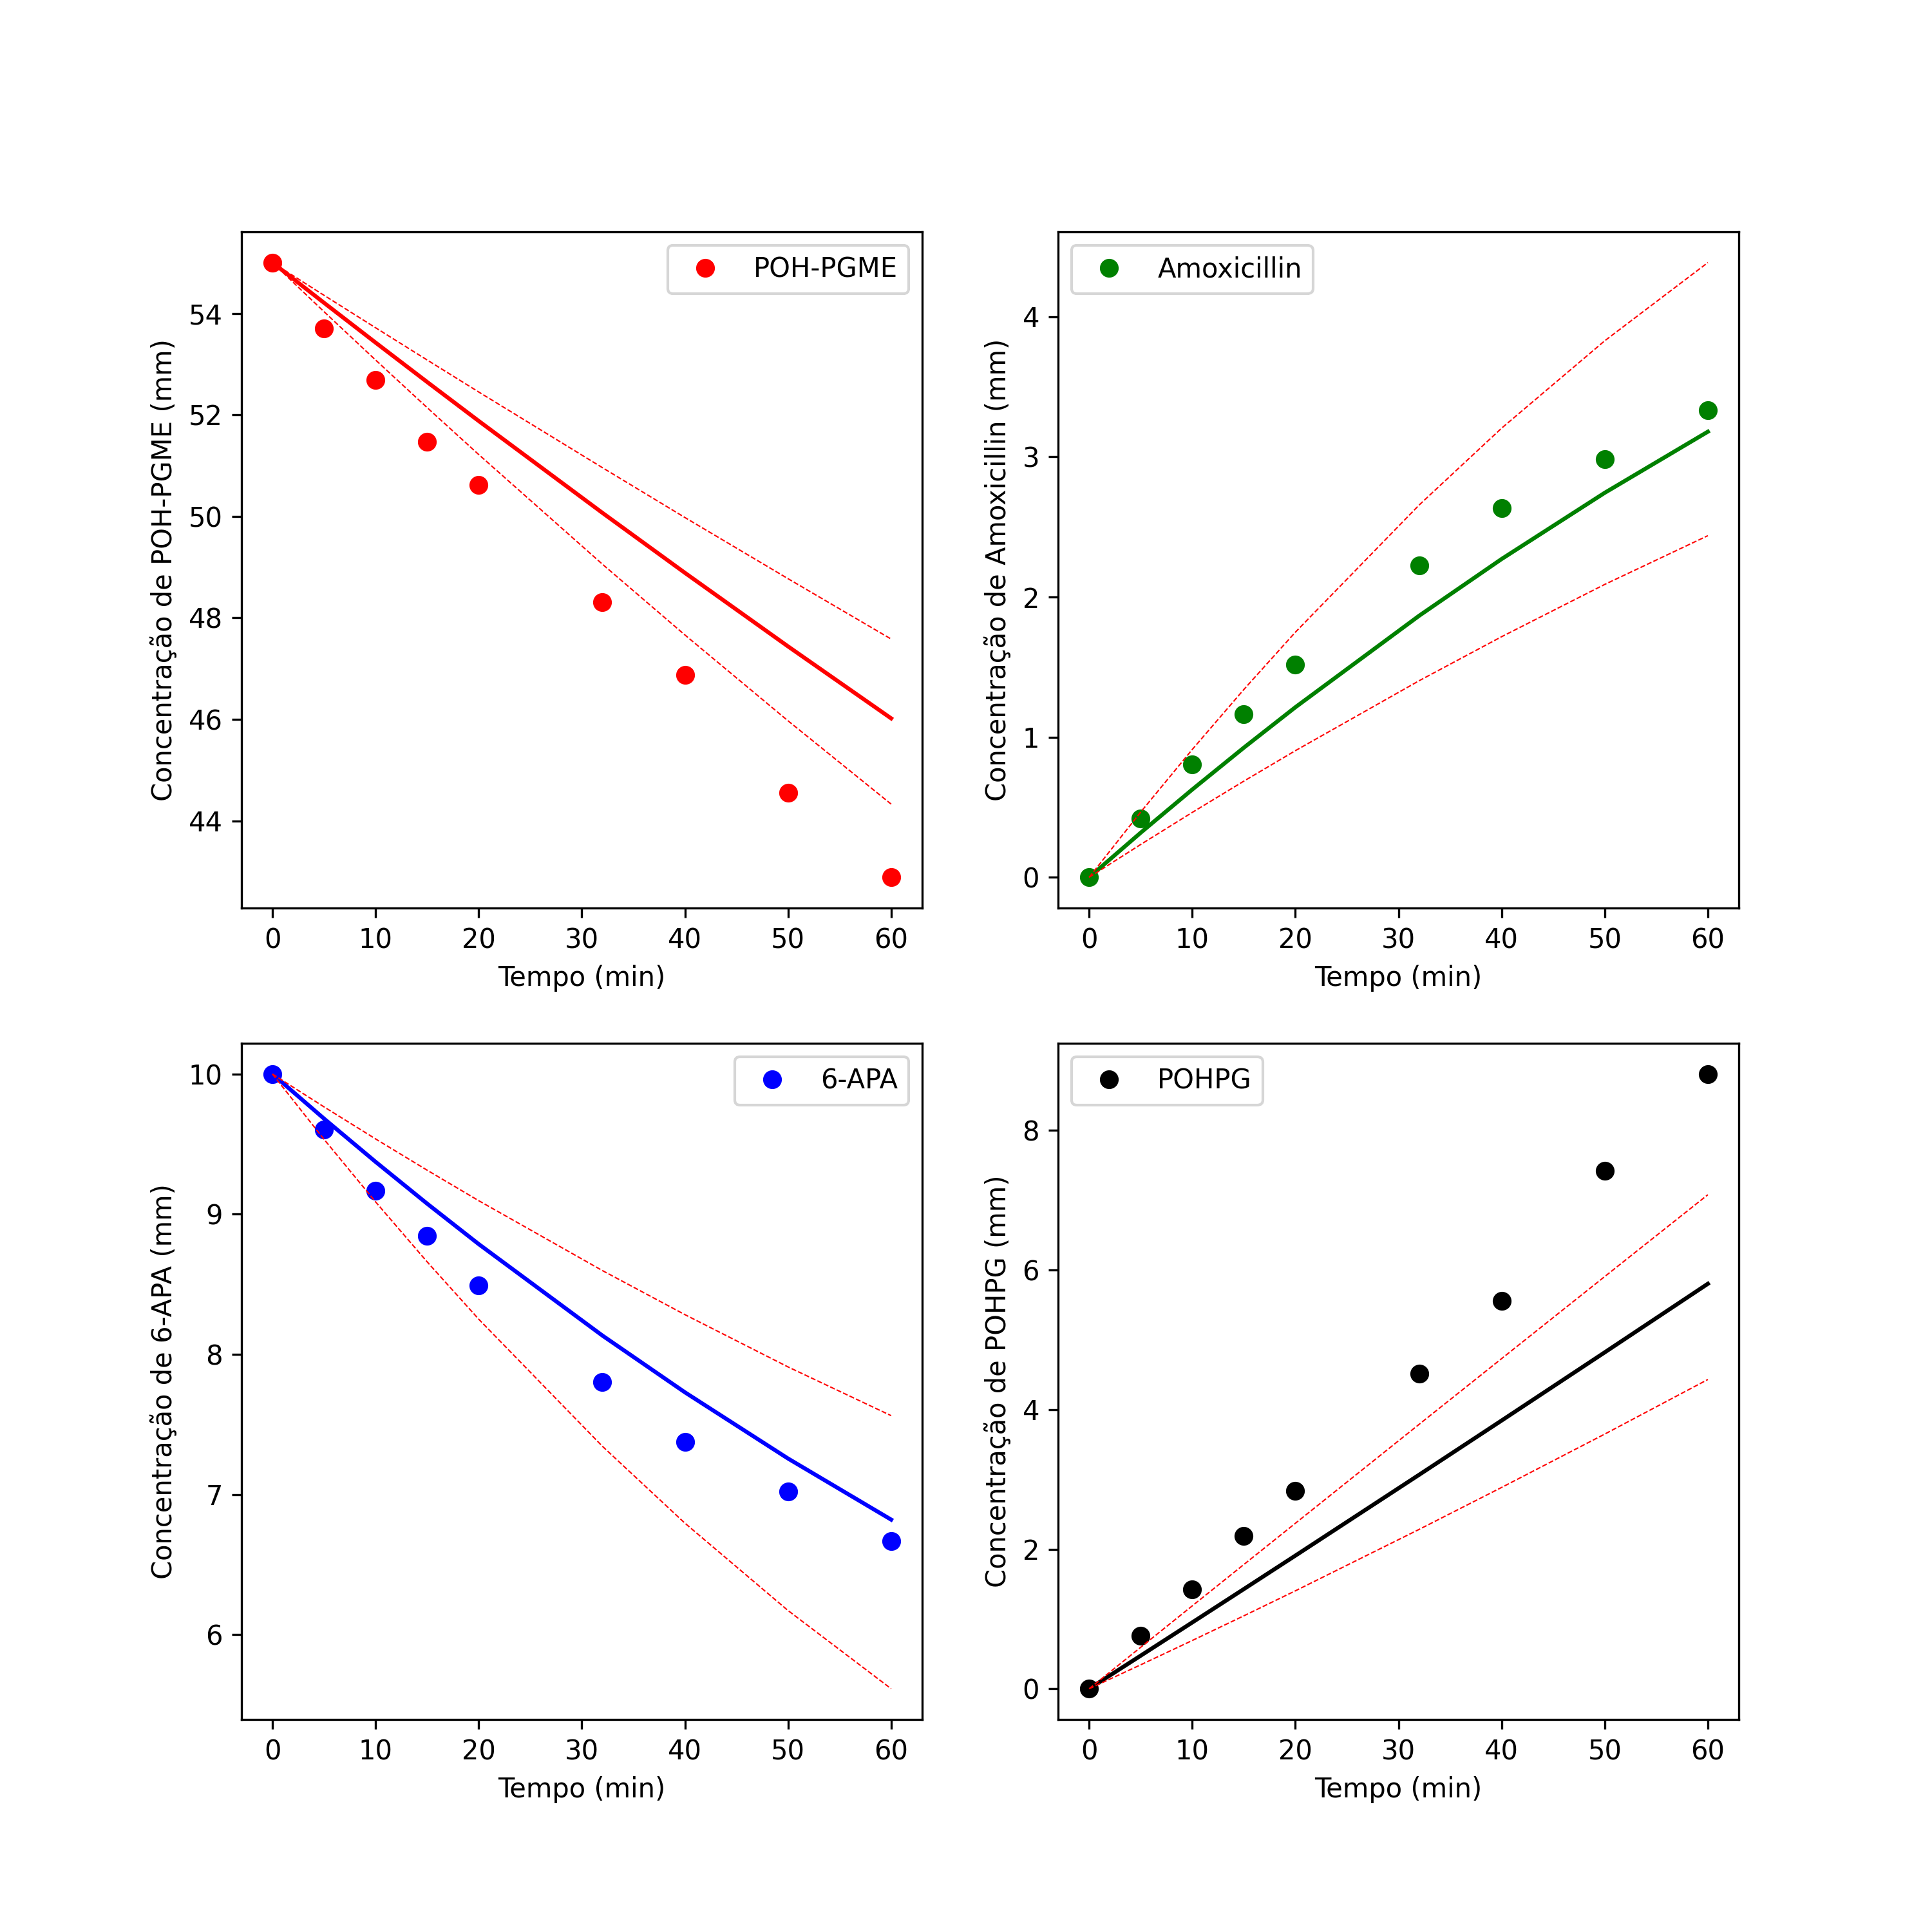 POH-PGME
Concentração de POH-PGME (mm)
54
52
50
48
46
44
0 10 20 30 40 50 60
Tempo (min)
Amoxicillin
Concentração de Amoxicillin (mm)
4
3
2
1
0
0 10 20 30 40 50 60
Tempo (min)
6-APA
Concentração de 6-APA (mm)
10
9
8
7
6
0 10 20 30 40 50 60
Tempo (min)
POHPG
Concentração de POHPG (mm)
8
6
4
2
0
0 10 20 30 40 50 60
Tempo (min)